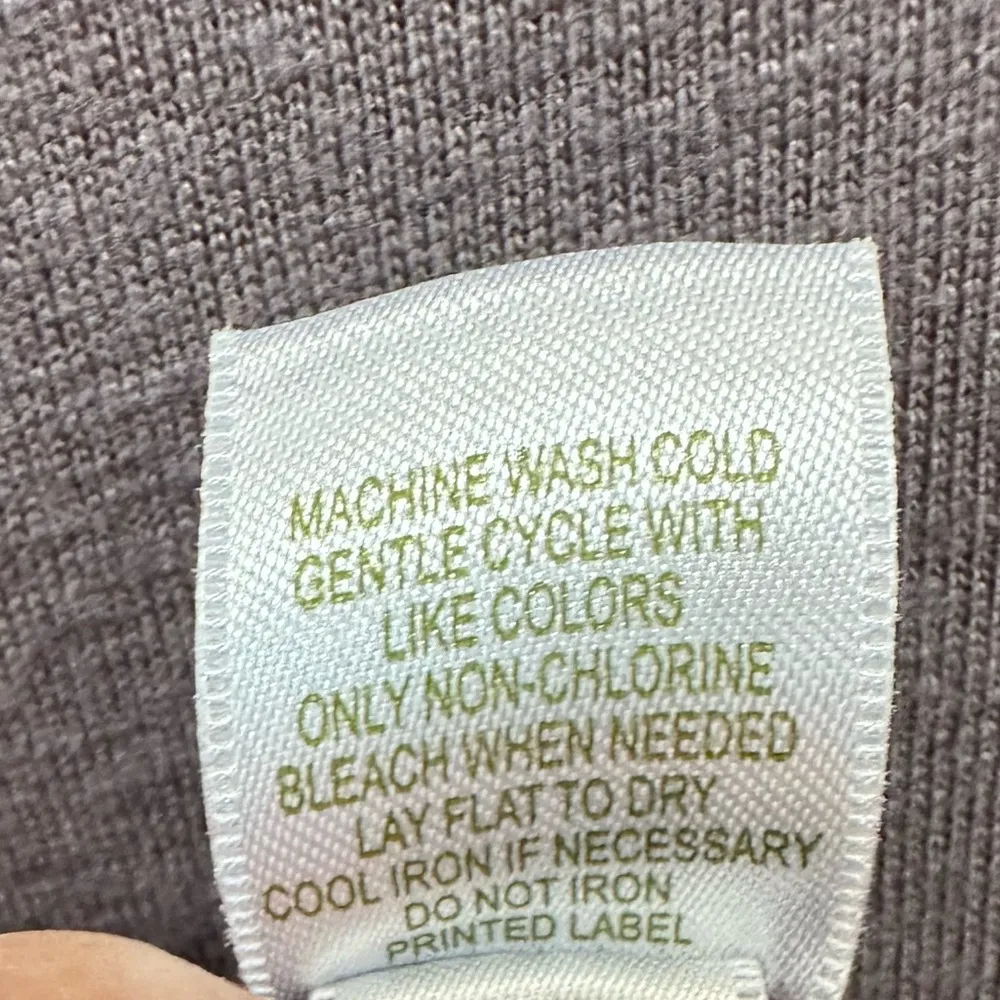 MACHINE WASH COLD
GENTLE CYCLE WITH
LIKE COLORS
ONLY NON-CHLORINE
BLEACH WHEN NEEDED
LAY FLAT TO DRY
COOL IRON IF NECESSARY
DO NOT IRON
PRINTED LABEL